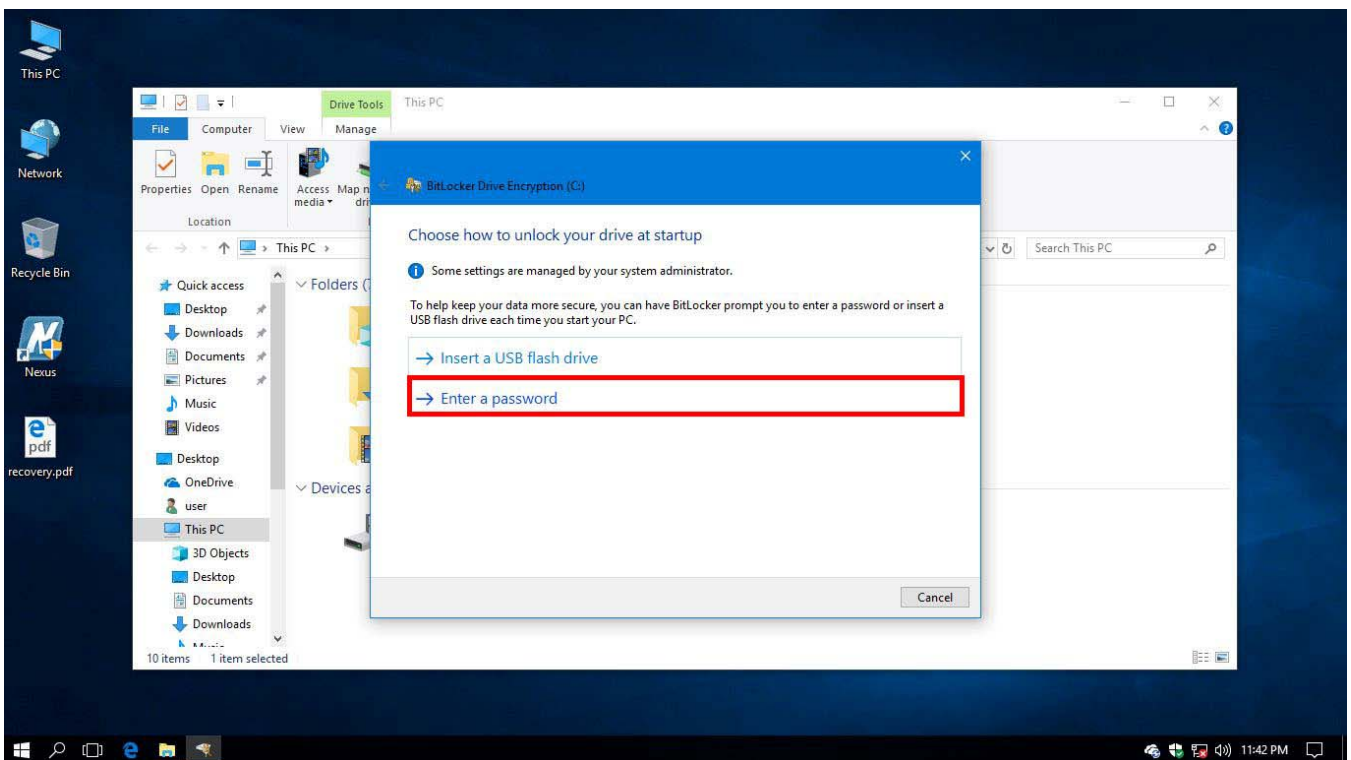 This PC
Network
Recycle Bin
Nexus
pdf
recovery.pdf
Drive Tools
This PC
File
Computer
View
Manage
Properties
Open
Rename
Access
media
Map n
dri
Location
This PC
Search This PC
Quick access
Desktop
Downloads
Documents
Pictures
Music
Videos
Desktop
OneDrive
user
This PC
3D Objects
Desktop
Documents
Downloads
Music
Folders (
Devices a
10 items 1 item selected
BitLocker Drive Encryption (C:)
Choose how to unlock your drive at startup
Some settings are managed by your system administrator.
To help keep your data more secure, you can have BitLocker prompt you to enter a password or insert a
USB flash drive each time you start your PC.
Insert a USB flash drive
Enter a password
Cancel
11:42 PM